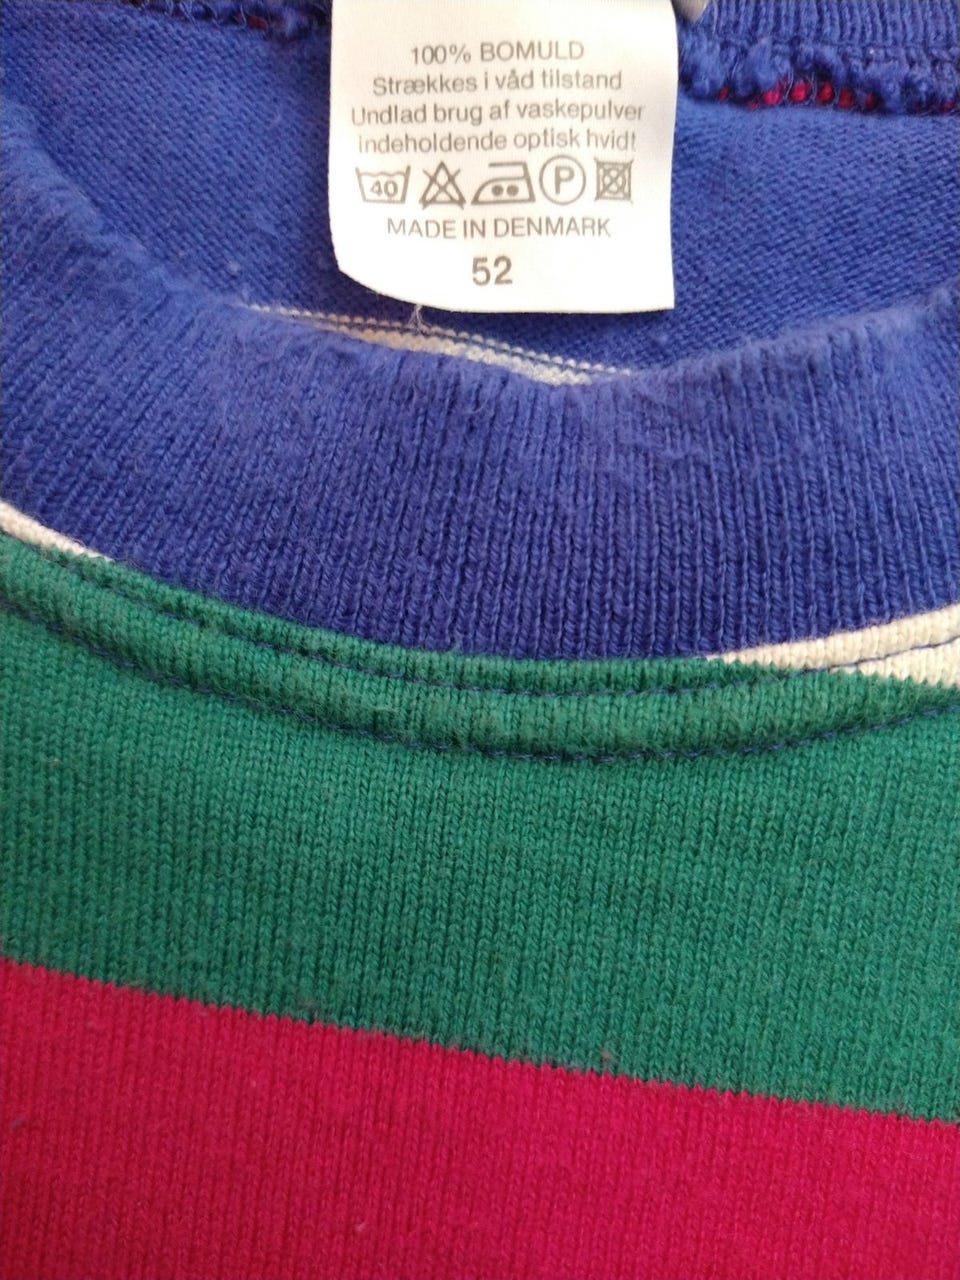 100% BOMULD
Strækkes i våd tilstand
Undlad brug af vaskepulver
indeholdende optisk hvidt
40 P
MADE IN DENMARK
52